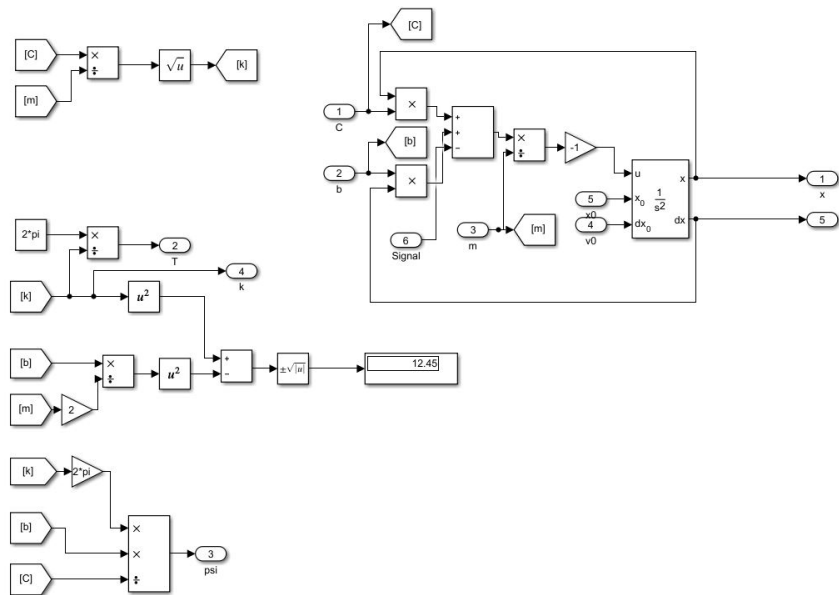 [C]
[C]
×
÷
√u
[k]
[m]
1
C
×
+
+
−
×
÷
-1
[b]
2
b
×
u
x
1
x
5
x0
x₀
1
s2
4
v0
dx₀
dx
5
6
Signal
3
m
[m]
2*pi
×
÷
2
T
4
k
[k]
u²
+
−
±√|u|
12.45
[b]
×
÷
u²
[m]
2
[k]
2*pi
[b]
×
×
÷
3
psi
[C]